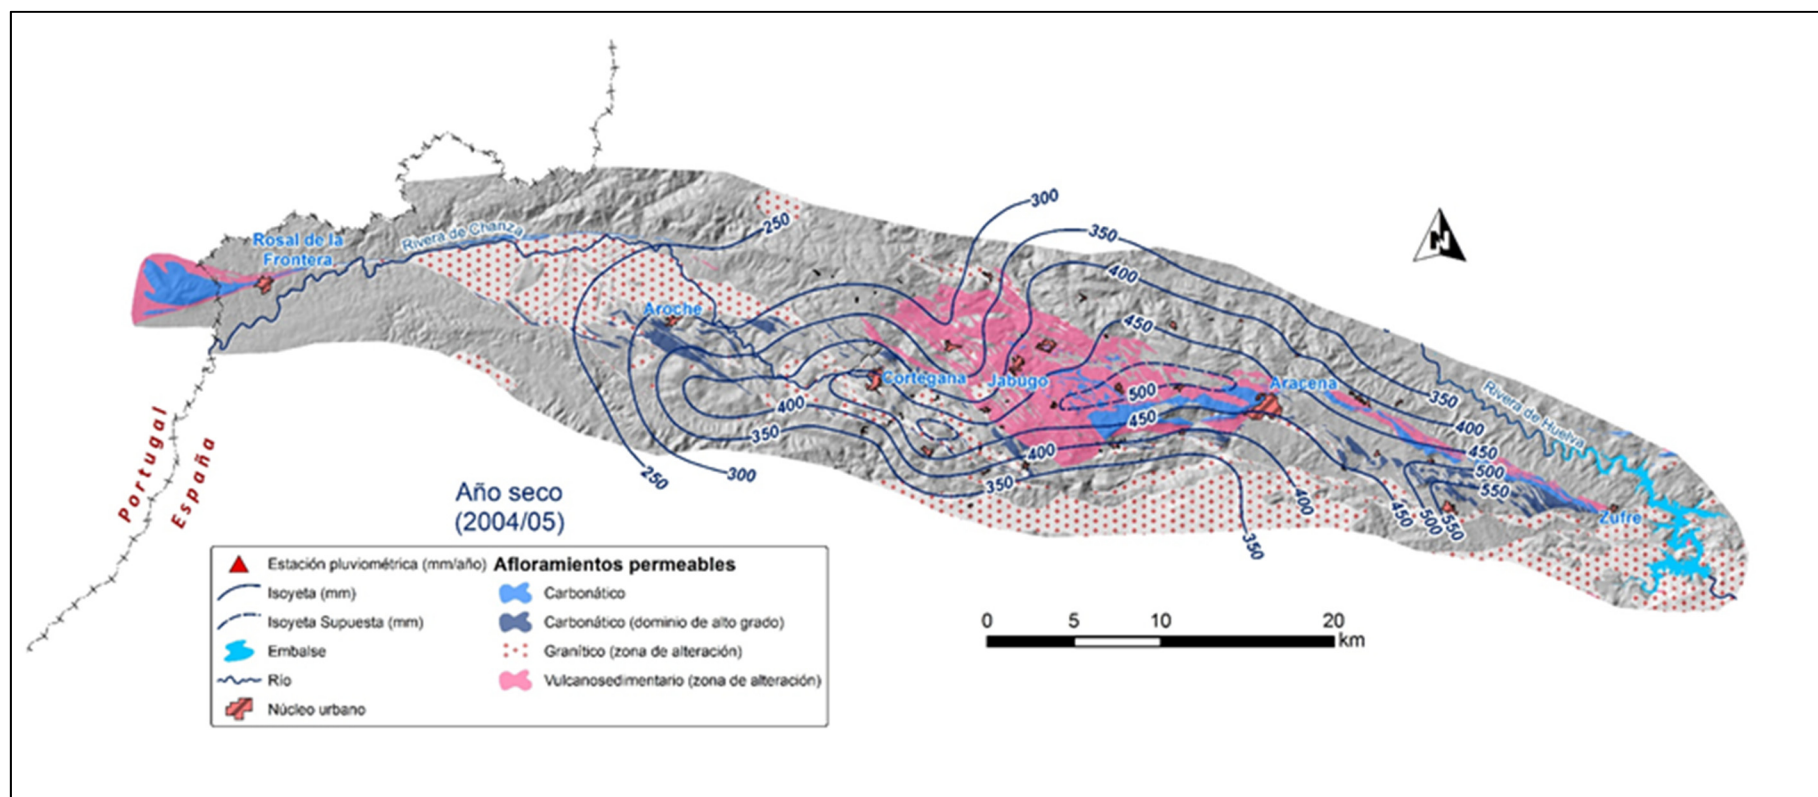 300
250
350
N
Rosal de la
Frontera
Rivera de Chanza
400
Aroche
450
Cortegana
Jabugo
500
Aracena
450
Rivera de Huelva
350
400
400
350
450
400
500
550
300
250
350
400
450
500
550
350
Zufre
Portugal
España
Año seco
(2004/05)
Estación pluviométrica (mm/año)
Isoyeta (mm)
Isoyeta Supuesta (mm)
Embalse
Río
Núcleo urbano
Afloramientos permeables
Carbonático
Carbonático (dominio de alto grado)
Granítico (zona de alteración)
Vulcanosedimentario (zona de alteración)
0 5 10 20
km